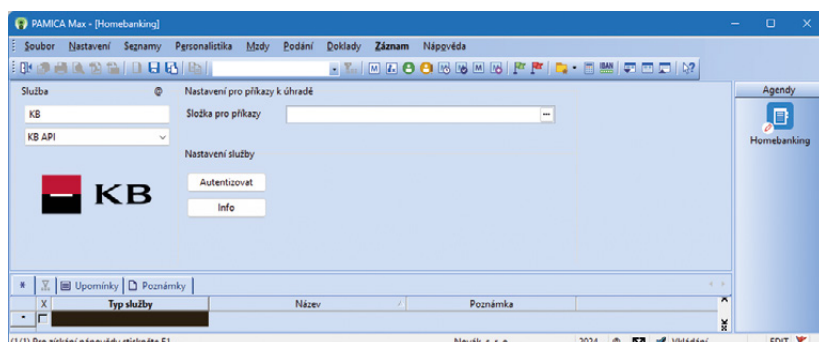 PAMICA Max - [Homebanking]
Soubor Nastavení Seznamy Personalistika Mzdy Podání Doklady Záznam Nápověda
Služba @ Nastavení pro příkazy k úhradě
Agendy
KB
Složka pro příkazy ...
KB API
Homebanking
Nastavení služby
Autentizovat
KB
Info
* Upomínky Poznámky
X Typ služby Název Poznámka
(1/1) Pro získání nápovědy stiskněte F1. Novák s. r. o. 2024 @ Vkládání EDIT